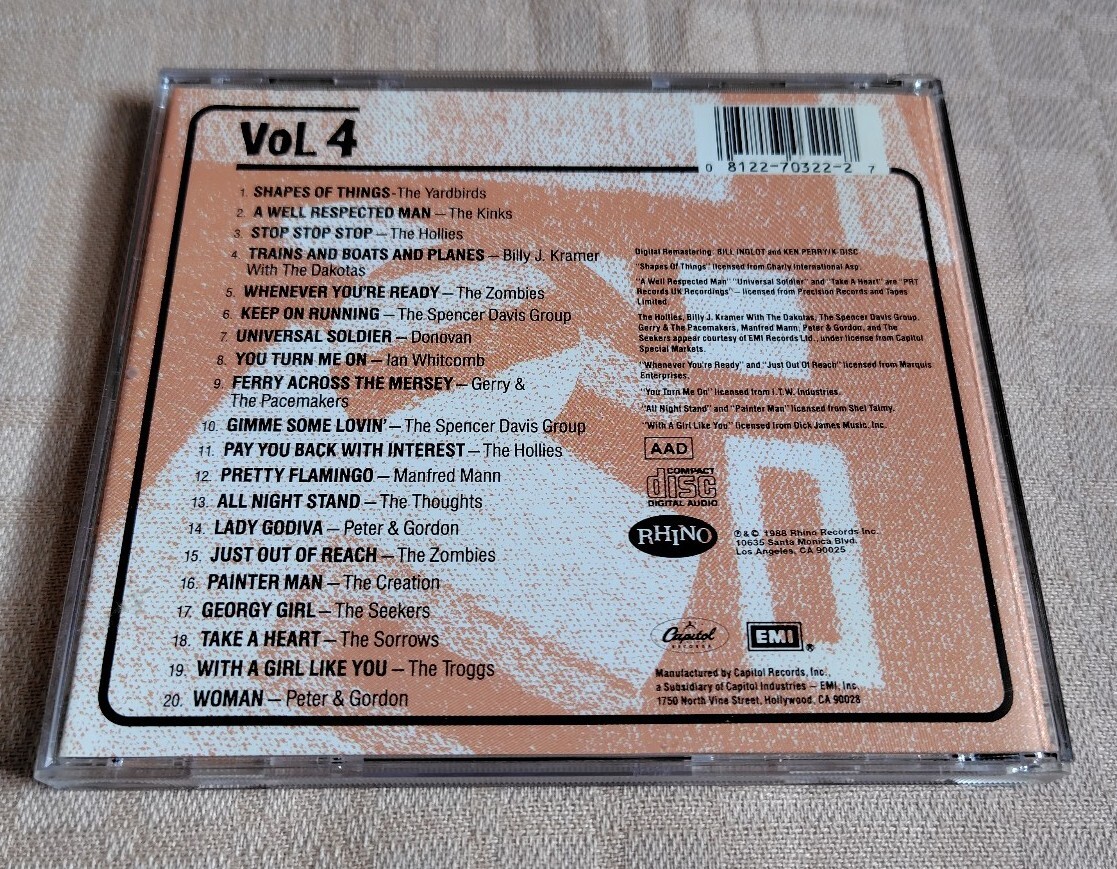 VoL 4
0 8122-70322-2 7
1. SHAPES OF THINGS-The Yardbirds
2. A WELL RESPECTED MAN — The Kinks
3. STOP STOP STOP — The Hollies
4. TRAINS AND BOATS AND PLANES — Billy J. Kramer
With The Dakotas
5. WHENEVER YOU'RE READY — The Zombies
6. KEEP ON RUNNING — The Spencer Davis Group
7. UNIVERSAL SOLDIER — Donovan
8. YOU TURN ME ON — Ian Whitcomb
9. FERRY ACROSS THE MERSEY — Gerry &
The Pacemakers
10. GIMME SOME LOVIN' — The Spencer Davis Group
11. PAY YOU BACK WITH INTEREST — The Hollies
12. PRETTY FLAMINGO — Manfred Mann
13. ALL NIGHT STAND — The Thoughts
14. LADY GODIVA — Peter & Gordon
15. JUST OUT OF REACH — The Zombies
16. PAINTER MAN — The Creation
17. GEORGY GIRL — The Seekers
18. TAKE A HEART — The Sorrows
19. WITH A GIRL LIKE YOU — The Troggs
20. WOMAN — Peter & Gordon
Digital Remastering: BILL INGLOT and KEN PERRY/K-DISC
"Shapes Of Things" licensed from Charly International Asp.
"A Well Respected Man" "Universal Soldier" and "Take A Heart" are "PRT
Records UK Recordings" — licensed from Precision Records and Tapes
Limited.
The Hollies, Billy J. Kramer With The Dakotas, The Spencer Davis Group,
Gerry & The Pacemakers, Manfred Mann, Peter & Gordon, and The
Seekers appear courtesy of EMI Records Ltd., under license from Capitol
Special Markets.
"Whenever You're Ready" and "Just Out Of Reach" licensed from Marquis
Enterprises.
"You Turn Me On" licensed from I.T.W. Industries.
"All Night Stand" and "Painter Man" licensed from Shel Talmy.
"With A Girl Like You" licensed from Dick James Music, Inc.
AAD
COMPACT
disc
DIGITAL AUDIO
RHINO
℗ & © 1988 Rhino Records Inc.
10635 Santa Monica Blvd.
Los Angeles, CA 90025
Capitol
RECORDS
EMI ®
Manufactured by Capitol Records, Inc.,
a Subsidiary of Capitol Industries — EMI, Inc.
1750 North Vine Street, Hollywood, CA 90028